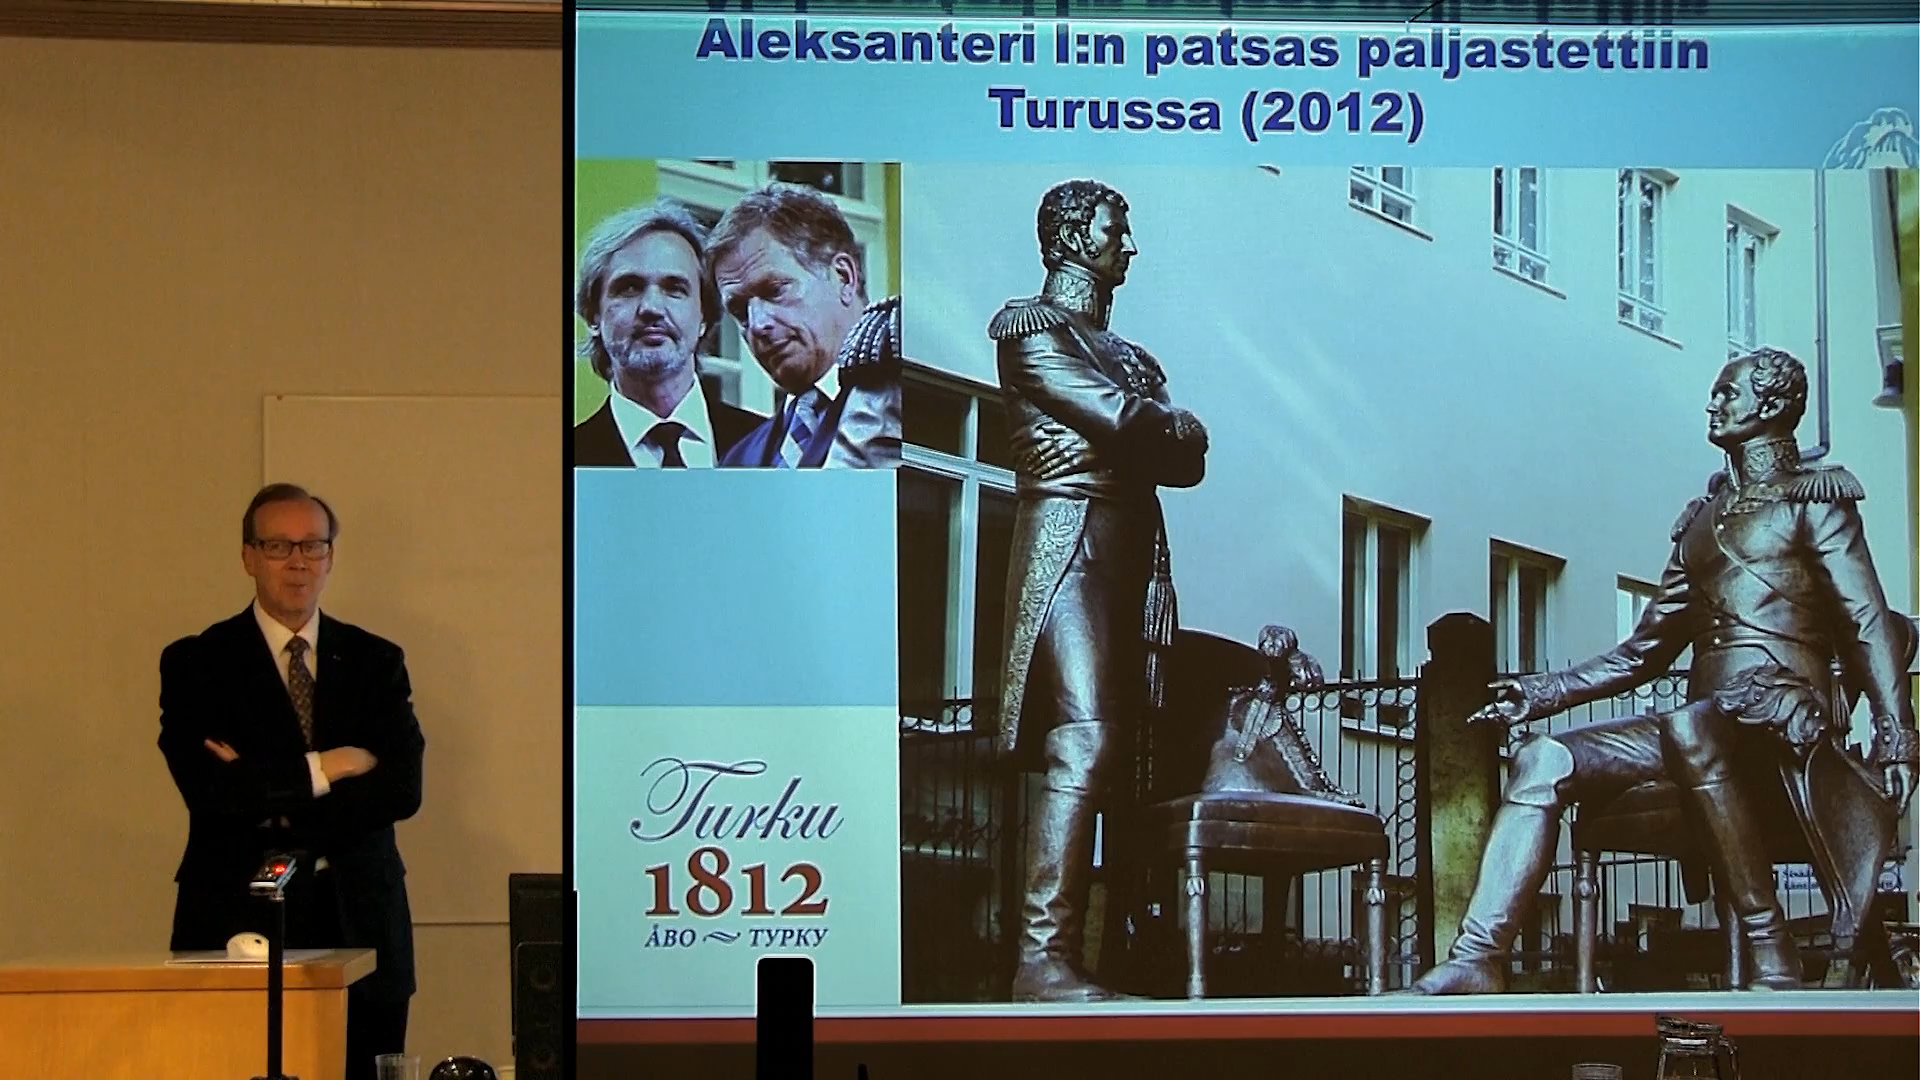 Aleksanteri I:n patsas paljastettiin
Turussa (2012)
Turku
1812
ÅBO ~ ТУРКУ